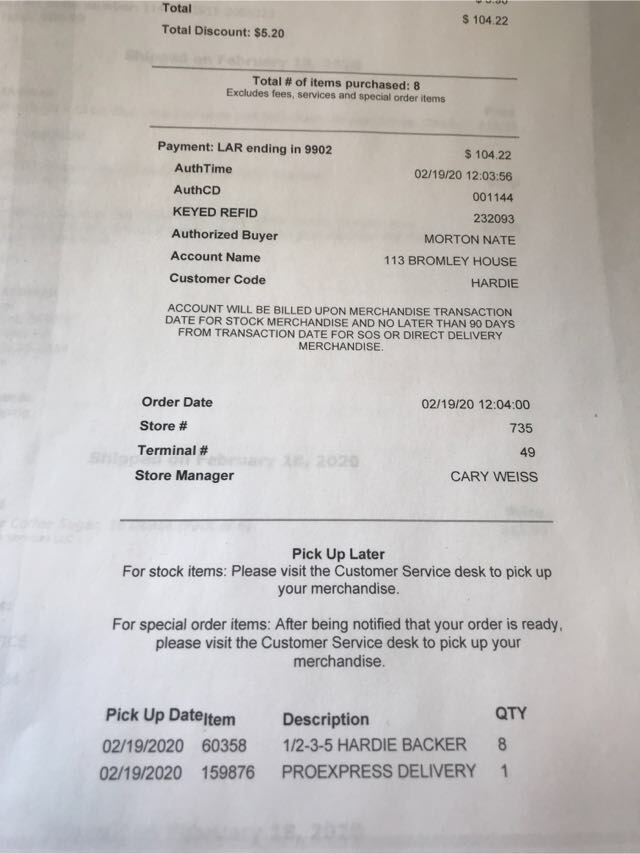 Total
$ 104.22
Total Discount: $5.20
Total # of items purchased: 8
Excludes fees, services and special order items
Payment: LAR ending in 9902 $ 104.22
AuthTime 02/19/20 12:03:56
AuthCD 001144
KEYED REFID 232093
Authorized Buyer MORTON NATE
Account Name 113 BROMLEY HOUSE
Customer Code HARDIE
ACCOUNT WILL BE BILLED UPON MERCHANDISE TRANSACTION
DATE FOR STOCK MERCHANDISE AND NO LATER THAN 90 DAYS
FROM TRANSACTION DATE FOR SOS OR DIRECT DELIVERY
MERCHANDISE.
Order Date 02/19/20 12:04:00
Store # 735
Terminal # 49
Shipped on February 18, 2020
Store Manager CARY WEISS
Pick Up Later
For stock items: Please visit the Customer Service desk to pick up
your merchandise.
For special order items: After being notified that your order is ready,
please visit the Customer Service desk to pick up your
merchandise.
Pick Up Date Item Description QTY
02/19/2020 60358 1/2-3-5 HARDIE BACKER 8
02/19/2020 159876 PROEXPRESS DELIVERY 1